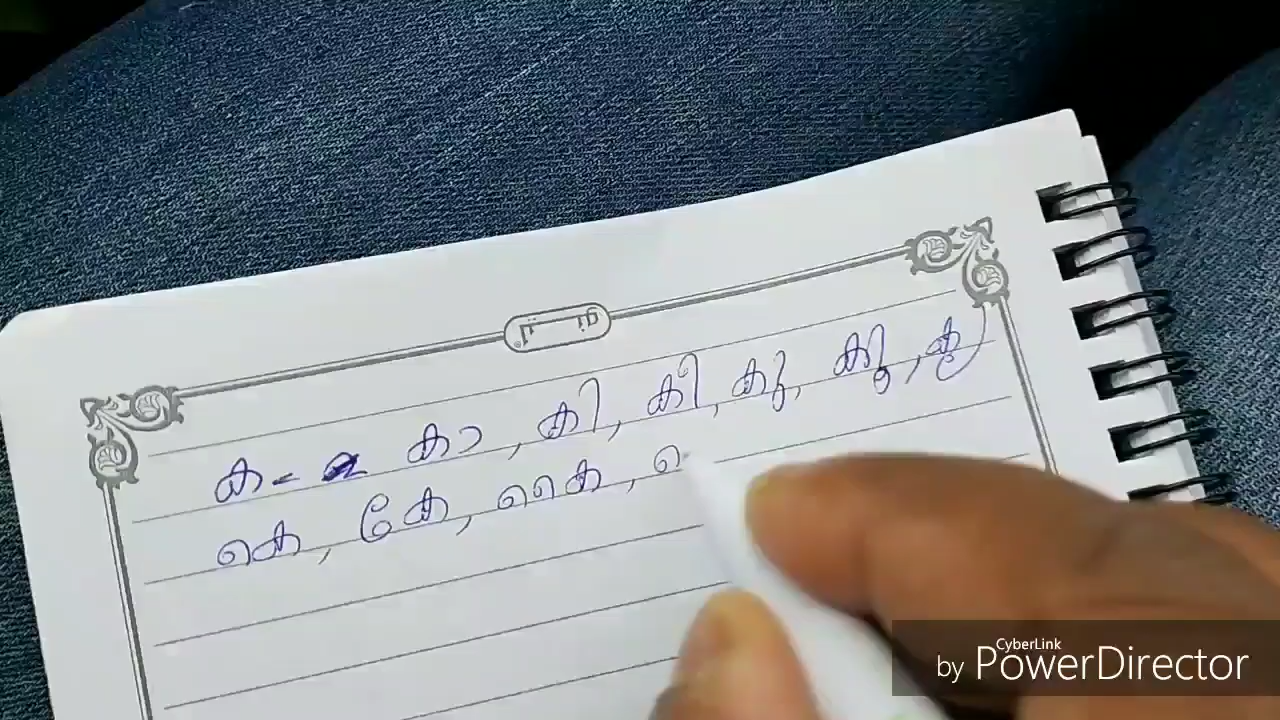 ക - കാ, കി, കീ, കു, കൂ, കൃ
കെ, കേ, കൈ, െ
CyberLink
by PowerDirector